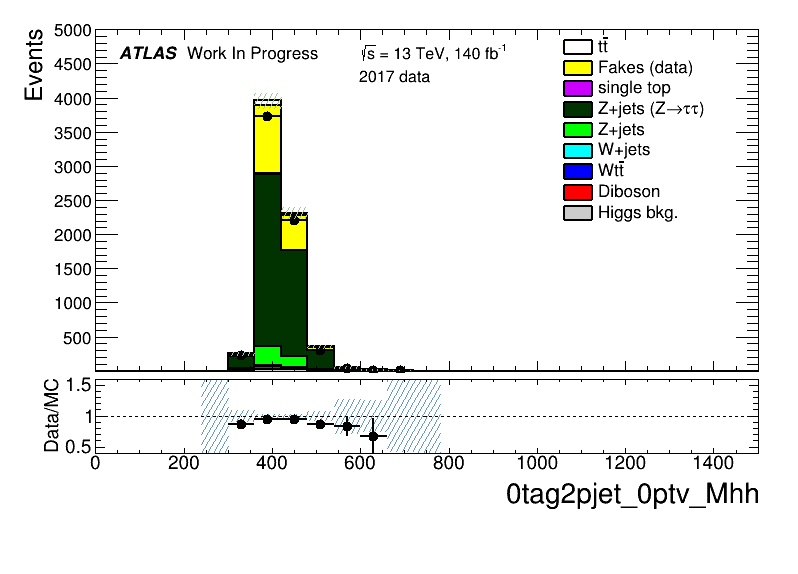 Events
5000
4500
4000
3500
3000
2500
2000
1500
1000
500
ATLAS Work In Progress
√s = 13 TeV, 140 fb⁻¹
2017 data
tt̄
Fakes (data)
single top
Z+jets (Z→ττ)
Z+jets
W+jets
Wtt̄
Diboson
Higgs bkg.
Data/MC
1.5
1
0.5
0 200 400 600 800 1000 1200 1400
0tag2pjet_0ptv_Mhh